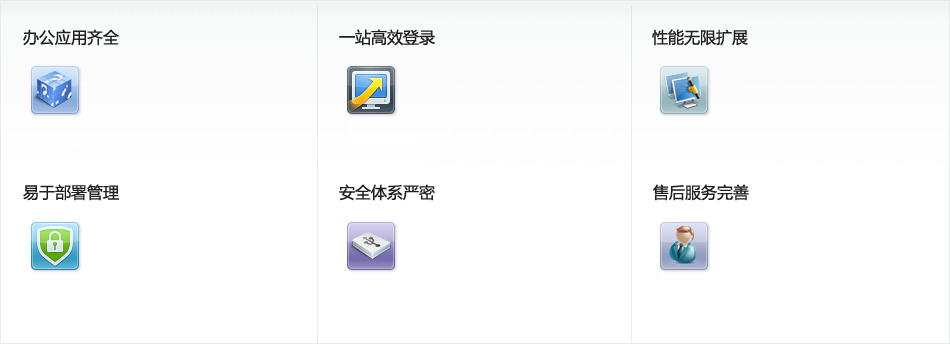 办公应用齐全
一站高效登录
性能无限扩展
易于部署管理
安全体系严密
售后服务完善